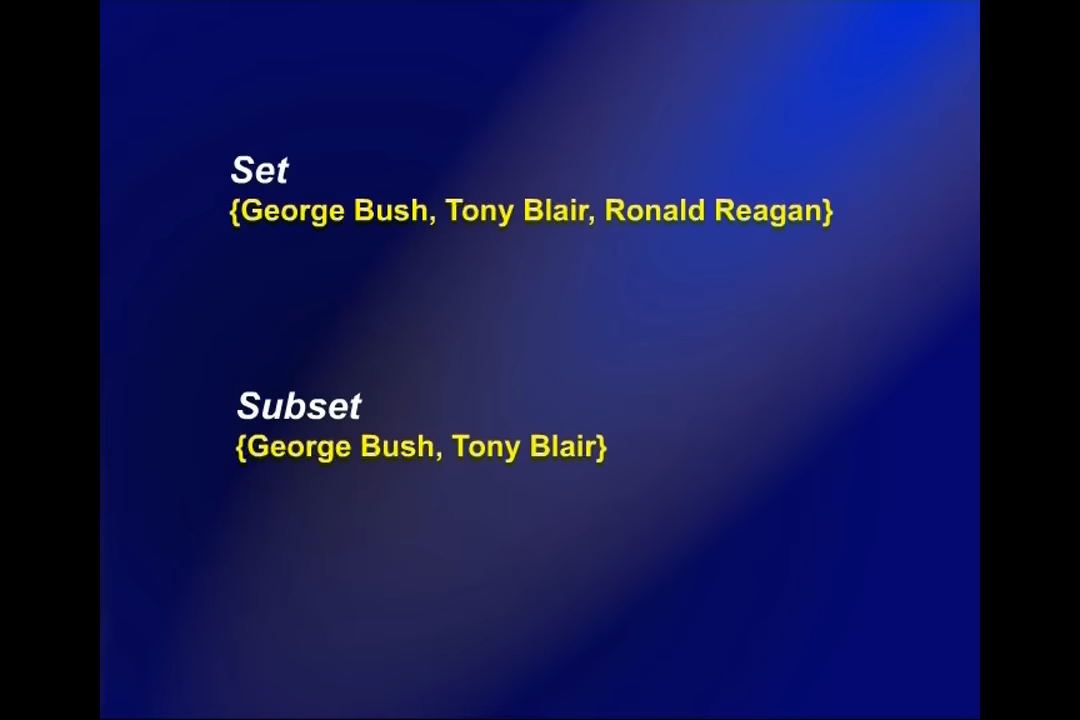 Set
{George Bush, Tony Blair, Ronald Reagan}
Subset
{George Bush, Tony Blair}